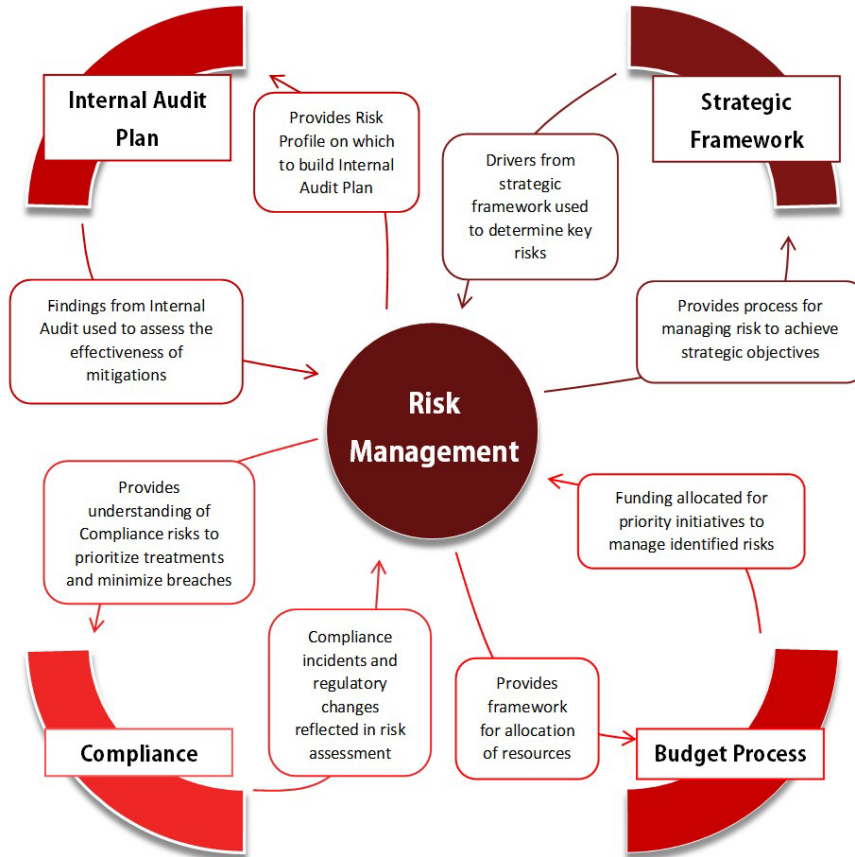 Internal Audit
Plan
Provides Risk
Profile on which
to build Internal
Audit Plan
Drivers from
strategic
framework used
to determine key
risks
Strategic
Framework
Findings from Internal
Audit used to assess the
effectiveness of
mitigations
Provides process for
managing risk to achieve
strategic objectives
Risk
Management
Provides
understanding of
Compliance risks to
prioritize treatments
and minimize breaches
Funding allocated for
priority initiatives to
manage identified risks
Compliance
incidents and
regulatory
changes
reflected in risk
assessment
Provides
framework
for allocation
of resources
Compliance
Budget Process